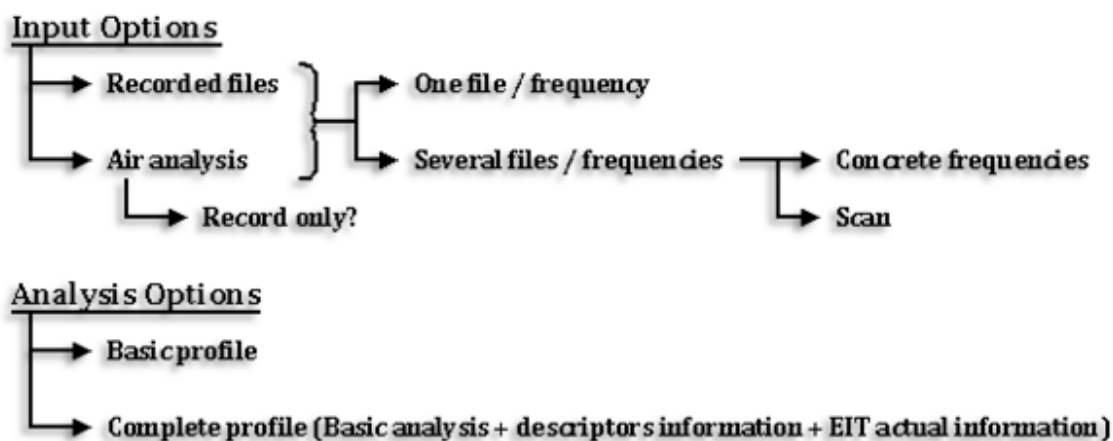 Input Options
Recorded files
One file / frequency
Air analysis
Several files / frequencies
Concrete frequencies
Record only?
Scan
Analysis Options
Basic profile
Complete profile (Basic analysis + descriptors information + EIT actual information)